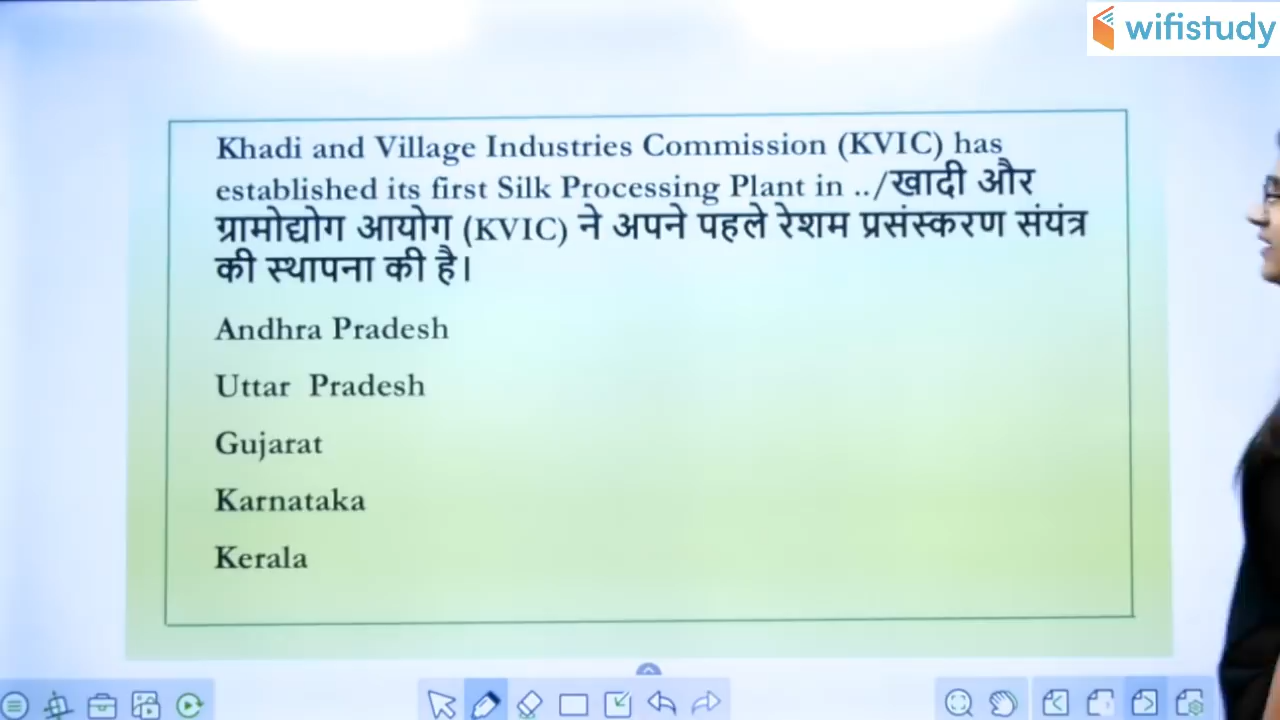 wifistudy
Khadi and Village Industries Commission (KVIC) has
established its first Silk Processing Plant in ../खादी और
ग्रामोद्योग आयोग (KVIC) ने अपने पहले रेशम प्रसंस्करण संयंत्र
की स्थापना की है।
Andhra Pradesh
Uttar Pradesh
Gujarat
Karnataka
Kerala